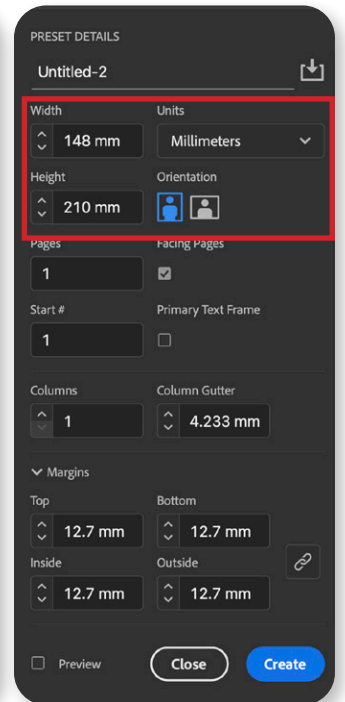 PRESET DETAILS
Untitled-2
Width Units
148 mm Millimeters
Height Orientation
210 mm
Pages Facing Pages
1
Start # Primary Text Frame
1
Columns Column Gutter
1 4.233 mm
Margins
Top Bottom
12.7 mm 12.7 mm
Inside Outside
12.7 mm 12.7 mm
Preview Close Create